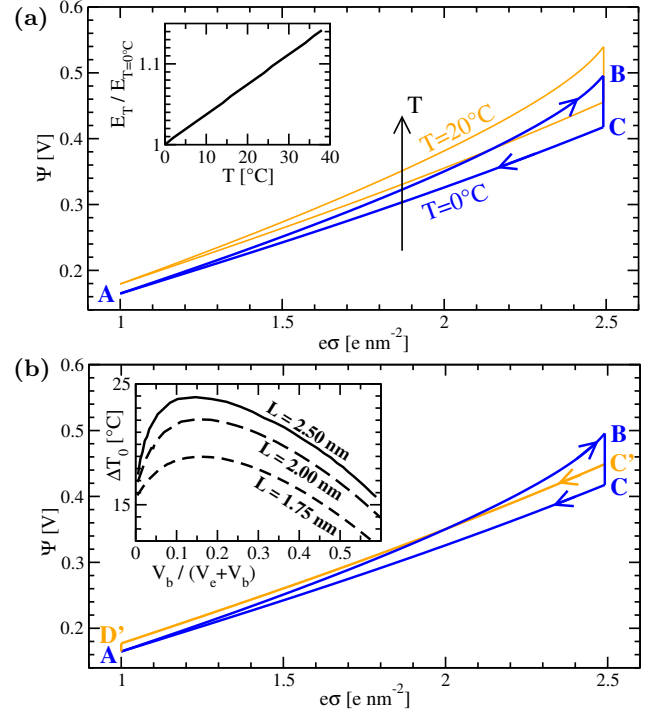 (a)
0.6
0.5
0.4
0.3
0.2
Ψ [V]
1
1.5
2
2.5
eσ [e nm⁻²]
E_T / E_T=0°C
1.1
1
0
10
20
30
40
T [°C]
T
T=20°C
T=0°C
A
B
C
(b)
0.6
0.5
0.4
0.3
0.2
Ψ [V]
1
1.5
2
2.5
eσ [e nm⁻²]
25
15
ΔT₀ [°C]
L = 2.50 nm
L = 2.00 nm
L = 1.75 nm
0
0.1
0.2
0.3
0.4
0.5
V_b / (V_e+V_b)
B
C'
C
D'
A